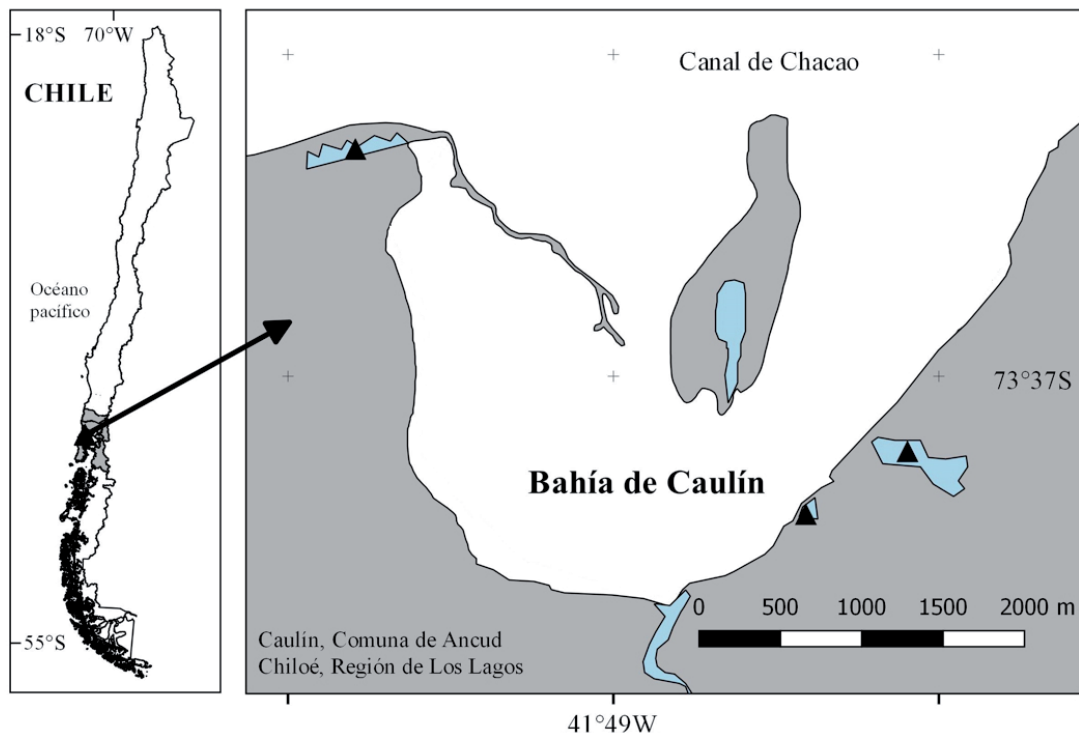 18°S 70°W
CHILE
Océano
pacífico
55°S
Canal de Chacao
73°37S
Bahía de Caulín
0 500 1000 1500 2000 m
Caulín, Comuna de Ancud
Chiloé, Región de Los Lagos
41°49W